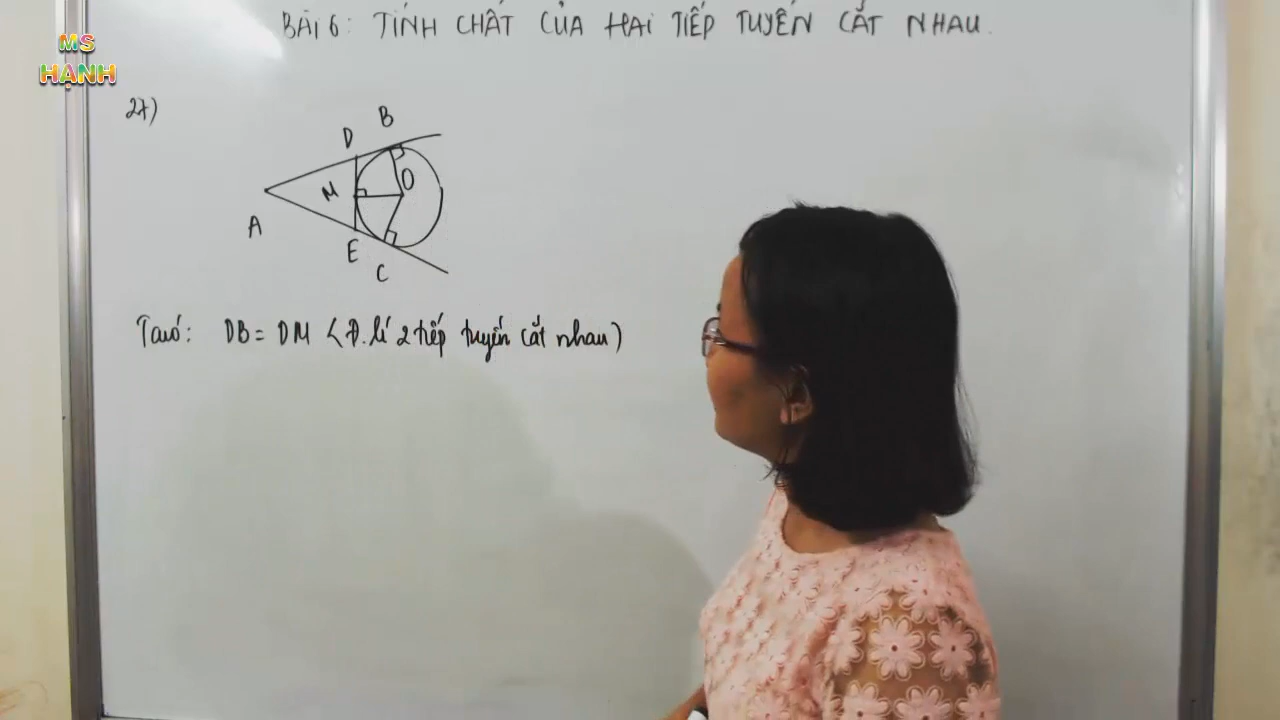 MS
HẠNH
BÀI 6: TÍNH CHẤT CỦA HAI TIẾP TUYẾN CẮT NHAU.
27)
B
D
O
M
A
E
C
Ta có: DB = DM (Đ.lí 2 tiếp tuyến cắt nhau)